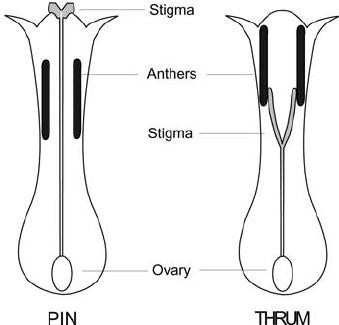 Stigma
Anthers
Stigma
Ovary
PIN
THRUM